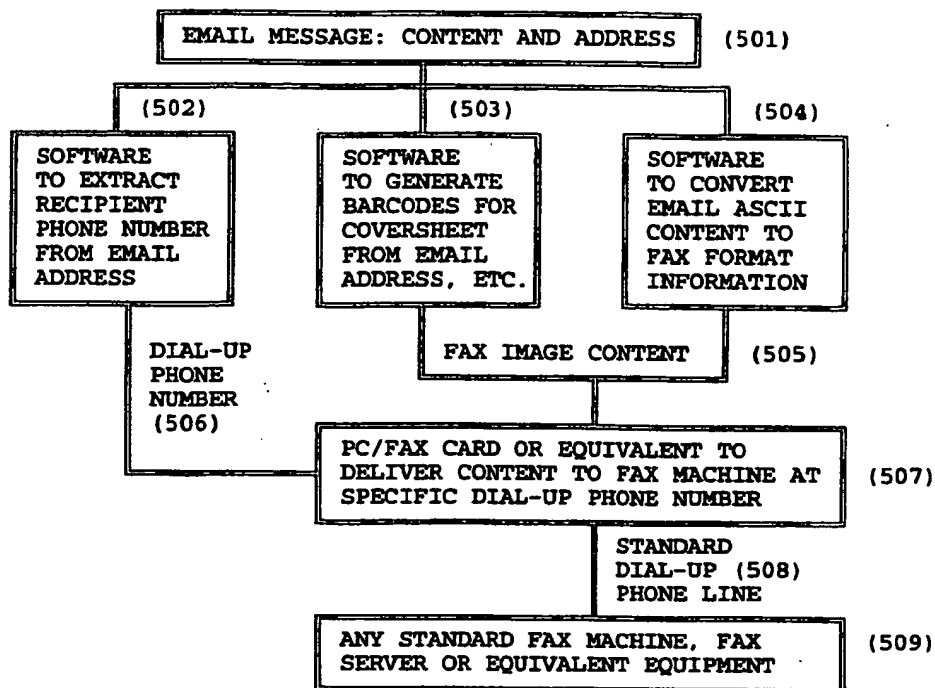 EMAIL MESSAGE: CONTENT AND ADDRESS (501)
(502)
SOFTWARE
TO EXTRACT
RECIPIENT
PHONE NUMBER
FROM EMAIL
ADDRESS
(503)
SOFTWARE
TO GENERATE
BARCODES FOR
COVERSHEET
FROM EMAIL
ADDRESS, ETC.
(504)
SOFTWARE
TO CONVERT
EMAIL ASCII
CONTENT TO
FAX FORMAT
INFORMATION
DIAL-UP
PHONE
NUMBER
(506)
FAX IMAGE CONTENT (505)
PC/FAX CARD OR EQUIVALENT TO
DELIVER CONTENT TO FAX MACHINE AT
SPECIFIC DIAL-UP PHONE NUMBER
(507)
STANDARD
DIAL-UP (508)
PHONE LINE
ANY STANDARD FAX MACHINE, FAX
SERVER OR EQUIVALENT EQUIPMENT
(509)